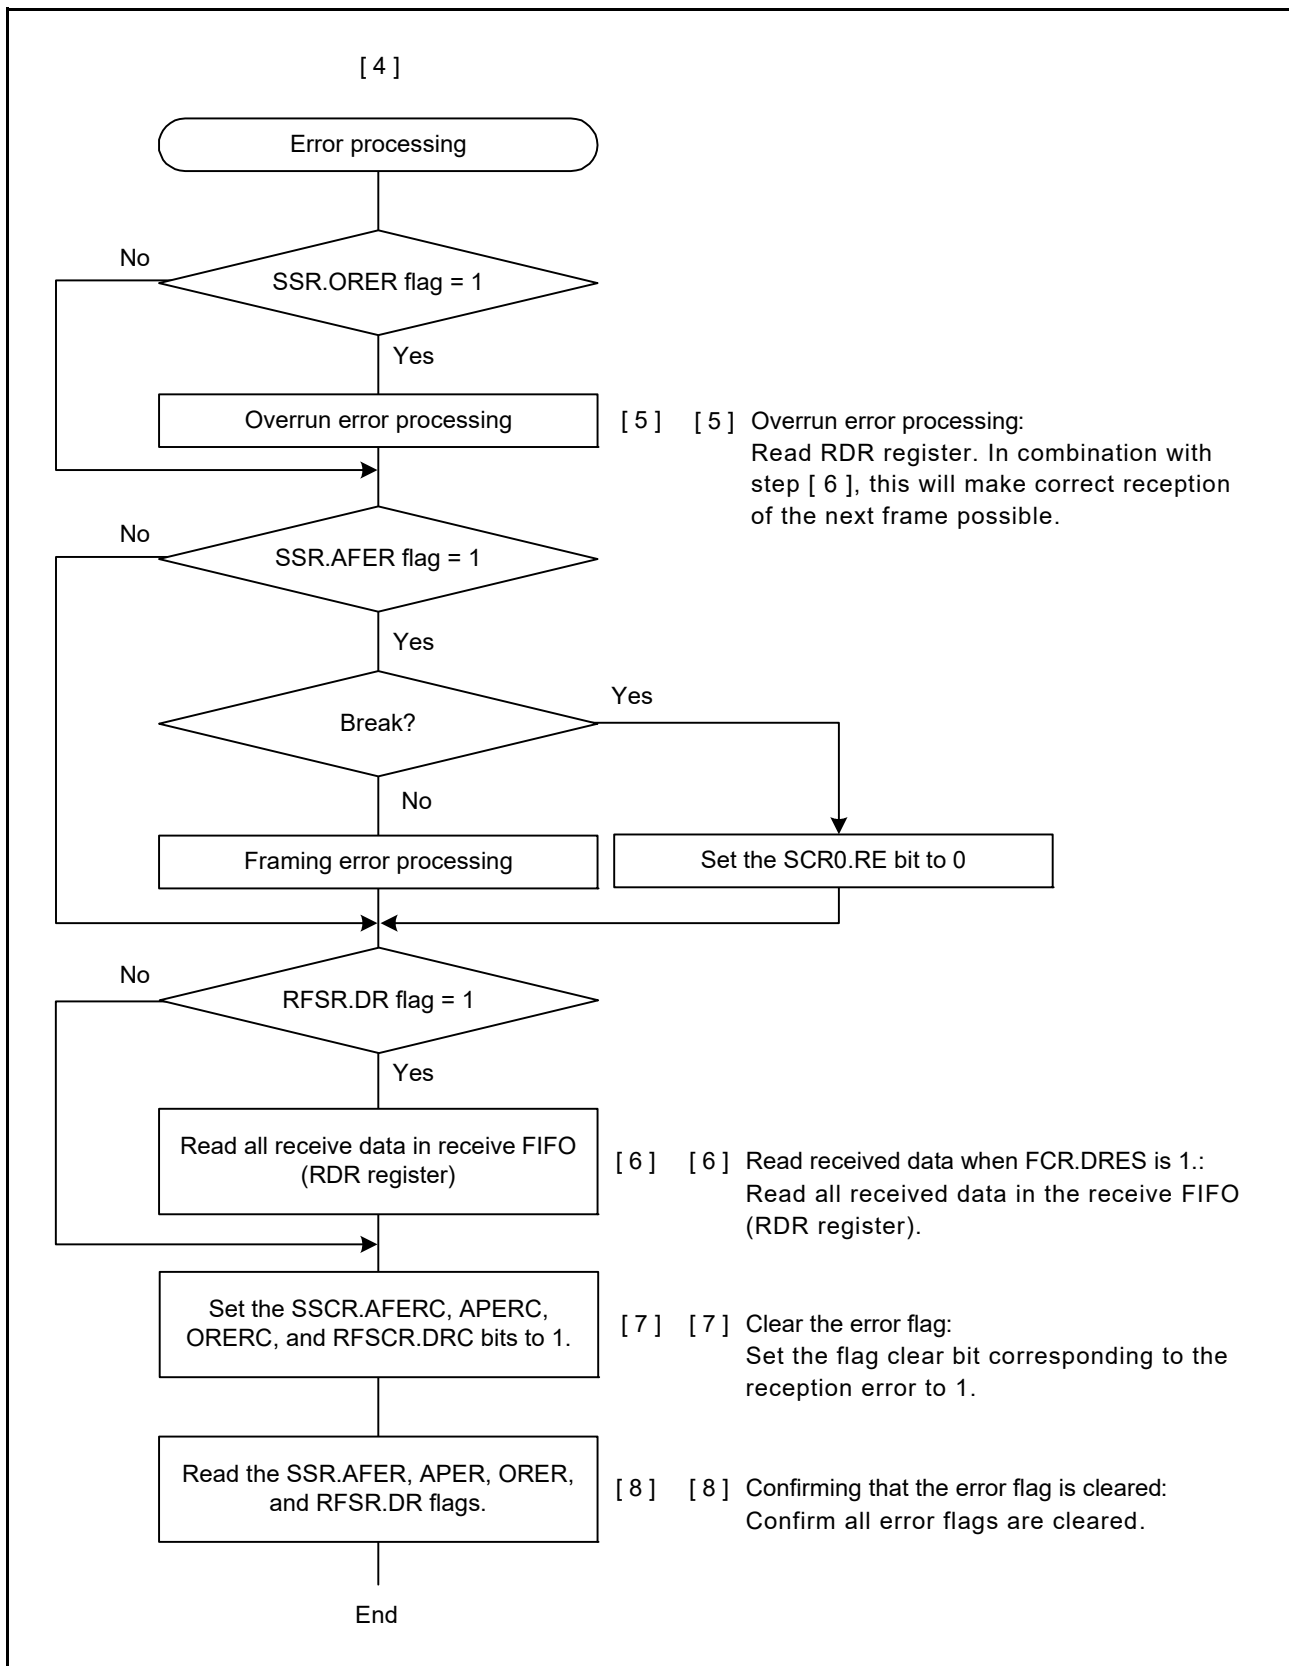 [ 4 ]
Error processing
No
SSR.ORER flag = 1
Yes
Overrun error processing
[ 5 ]
[ 5 ] Overrun error processing:
Read RDR register. In combination with
step [ 6 ], this will make correct reception
of the next frame possible.
No
SSR.AFER flag = 1
Yes
Break?
Yes
No
Framing error processing
Set the SCR0.RE bit to 0
No
RFSR.DR flag = 1
Yes
Read all receive data in receive FIFO
(RDR register)
[ 6 ]
[ 6 ] Read received data when FCR.DRES is 1.:
Read all received data in the receive FIFO
(RDR register).
Set the SSCR.AFERC, APERC,
ORERC, and RFSCR.DRC bits to 1.
[ 7 ]
[ 7 ] Clear the error flag:
Set the flag clear bit corresponding to the
reception error to 1.
Read the SSR.AFER, APER, ORER,
and RFSR.DR flags.
[ 8 ]
[ 8 ] Confirming that the error flag is cleared:
Confirm all error flags are cleared.
End